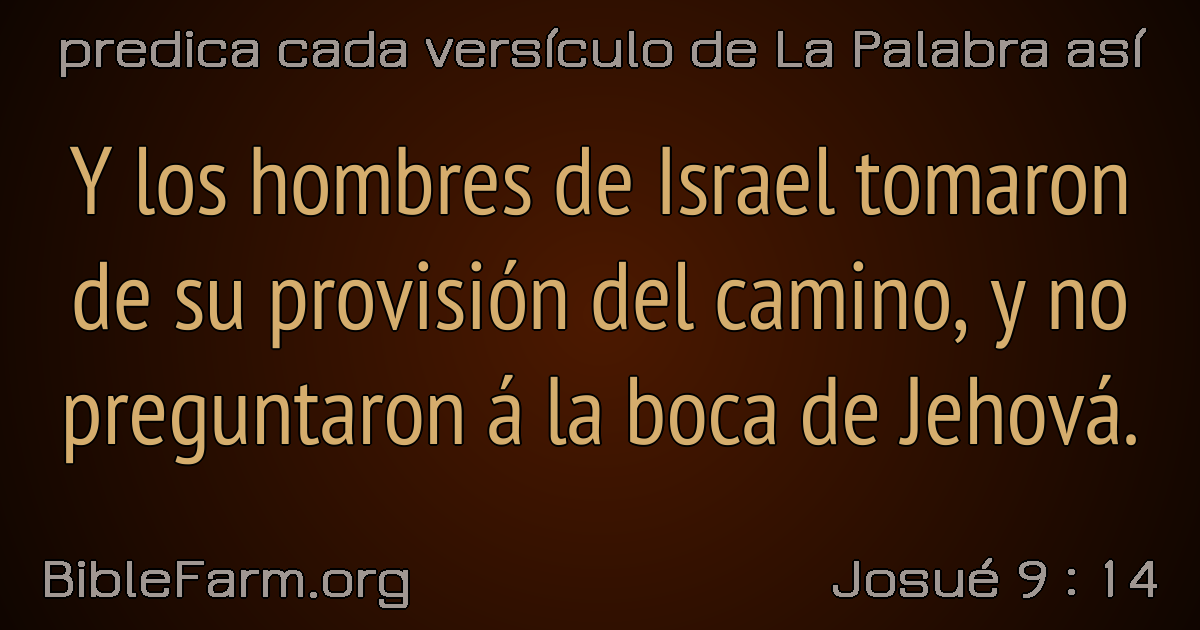 predica cada versículo de La Palabra así
Y los hombres de Israel tomaron
de su provisión del camino, y no
preguntaron á la boca de Jehová.
BibleFarm.org
Josué 9 : 14